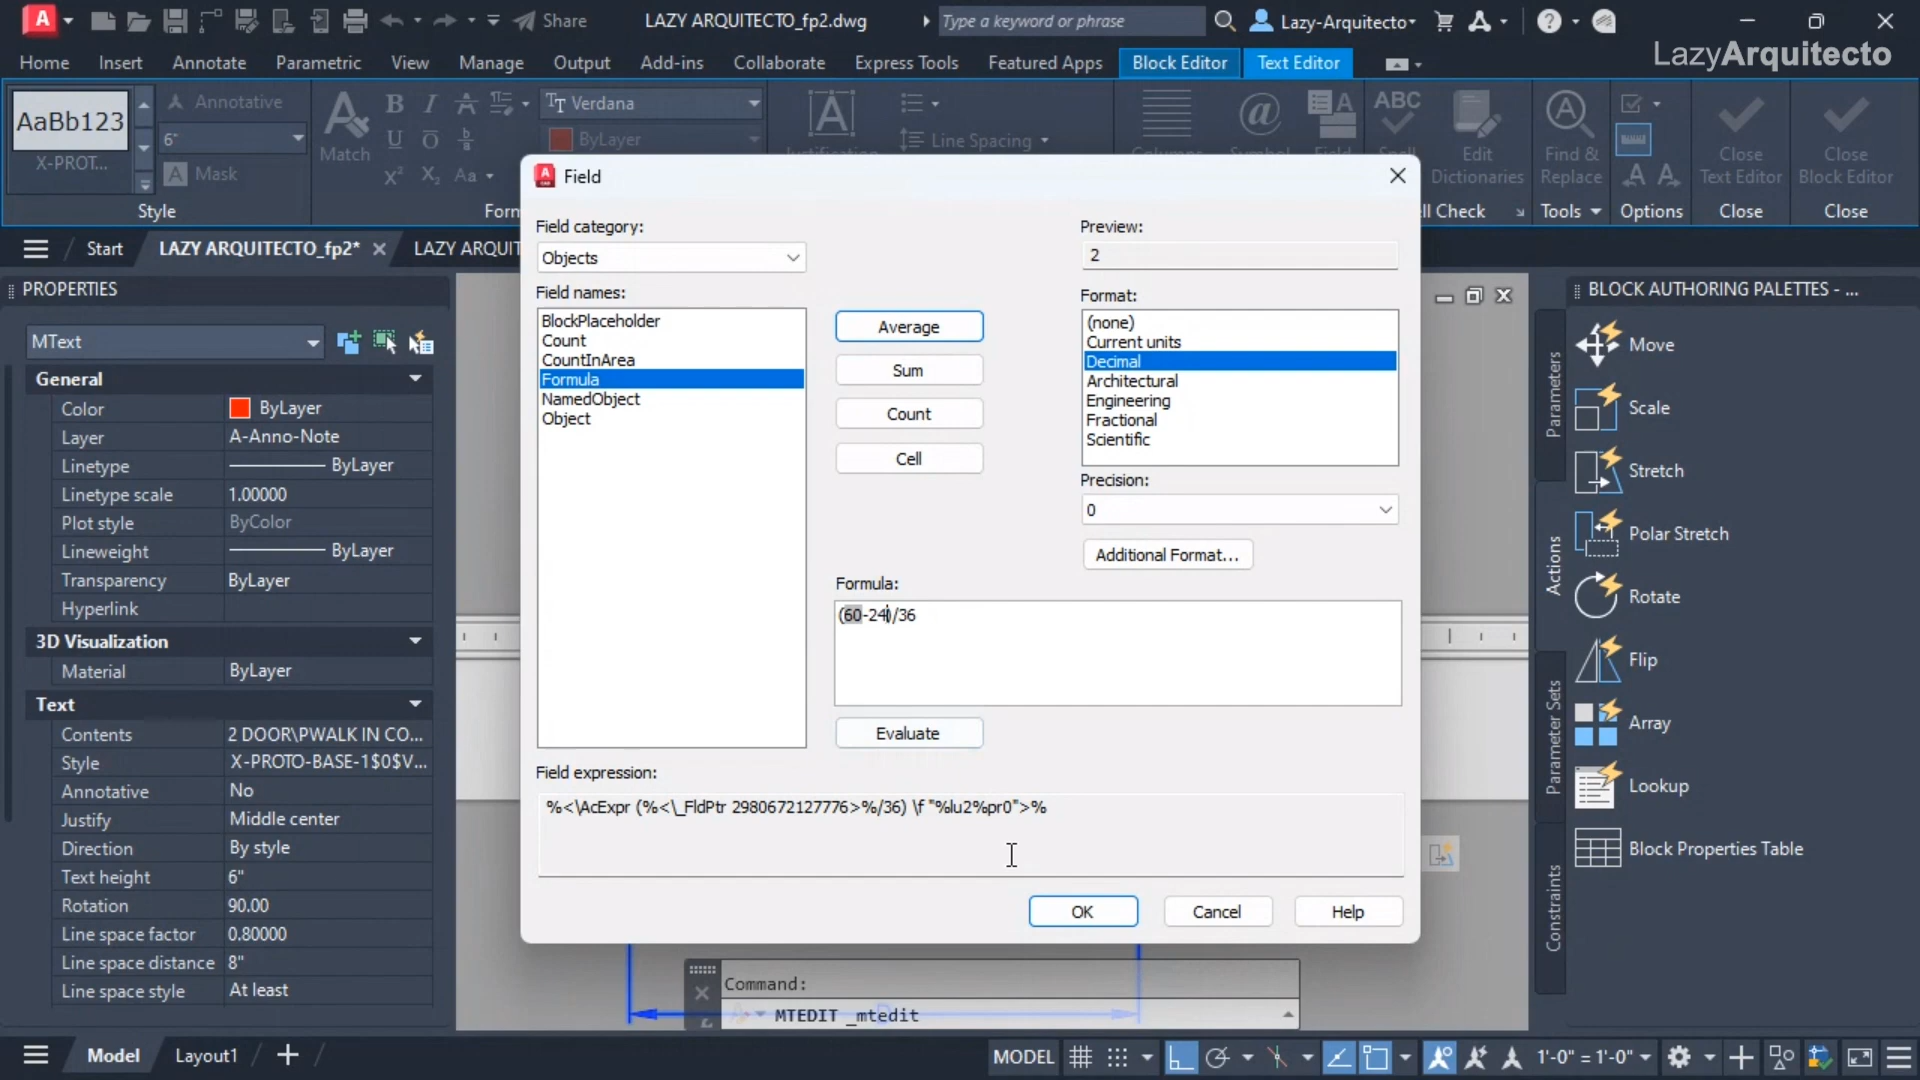 Share
LAZY ARQUITECTO_fp2.dwg
Type a keyword or phrase
Lazy-Arquitecto
LazyArquitecto
Home
Insert
Annotate
Parametric
View
Manage
Output
Add-ins
Collaborate
Express Tools
Featured Apps
Block Editor
Text Editor
AaBb123
X-PROT...
Annotative
6"
Mask
Style
Match
Verdana
ByLayer
Line Spacing
Edit
Dictionaries
Find &
Replace
Close
Text Editor
Close
Block Editor
Tools
Options
Close
Close
Start
LAZY ARQUITECTO_fp2*
PROPERTIES
MText
General
Color ByLayer
Layer A-Anno-Note
Linetype ByLayer
Linetype scale 1.00000
Plot style ByColor
Lineweight ByLayer
Transparency ByLayer
Hyperlink
3D Visualization
Material ByLayer
Text
Contents 2 DOOR\PWALK IN CO...
Style X-PROTO-BASE-1$0$V...
Annotative No
Justify Middle center
Direction By style
Text height 6"
Rotation 90.00
Line space factor 0.80000
Line space distance 8"
Line space style At least
Field
Field category:
Objects
Field names:
BlockPlaceholder
Count
CountInArea
Formula
NamedObject
Object
Average
Sum
Count
Cell
Preview:
2
Format:
(none)
Current units
Decimal
Architectural
Engineering
Fractional
Scientific
Precision:
0
Additional Format...
Formula:
(60-24)/36
Evaluate
Field expression:
%<\AcExpr (%<\_FldPtr 2980672127776>%/36) \f "%lu2%pr0">%
OK
Cancel
Help
Command:
MTEDIT _mtedit
BLOCK AUTHORING PALETTES - ...
Parameters
Actions
Parameter Sets
Constraints
Move
Scale
Stretch
Polar Stretch
Rotate
Flip
Array
Lookup
Block Properties Table
Model
Layout1
MODEL
1'-0" = 1'-0"